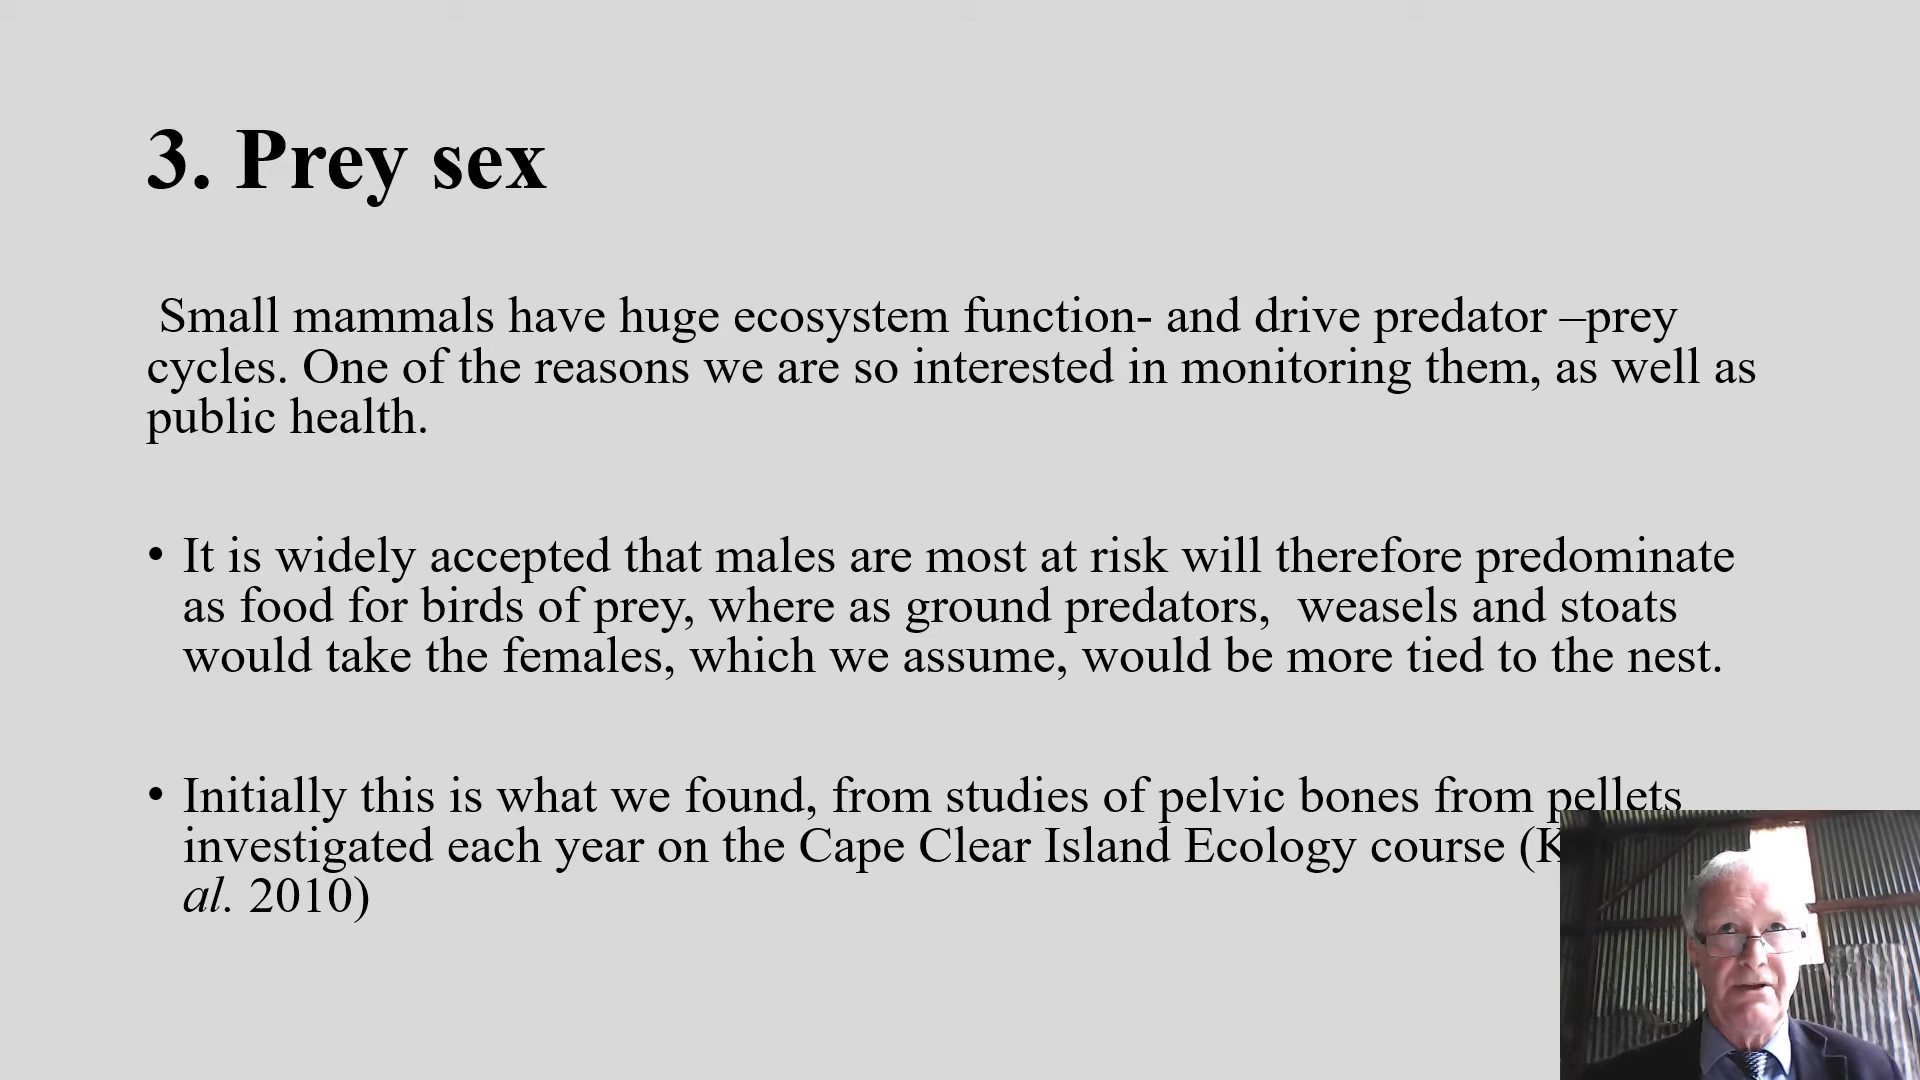 3. Prey sex
Small mammals have huge ecosystem function- and drive predator –prey
cycles. One of the reasons we are so interested in monitoring them, as well as
public health.
• It is widely accepted that males are most at risk will therefore predominate
as food for birds of prey, where as ground predators,  weasels and stoats
would take the females, which we assume, would be more tied to the nest.
• Initially this is what we found, from studies of pelvic bones from pellets
investigated each year on the Cape Clear Island Ecology course
al. 2010)